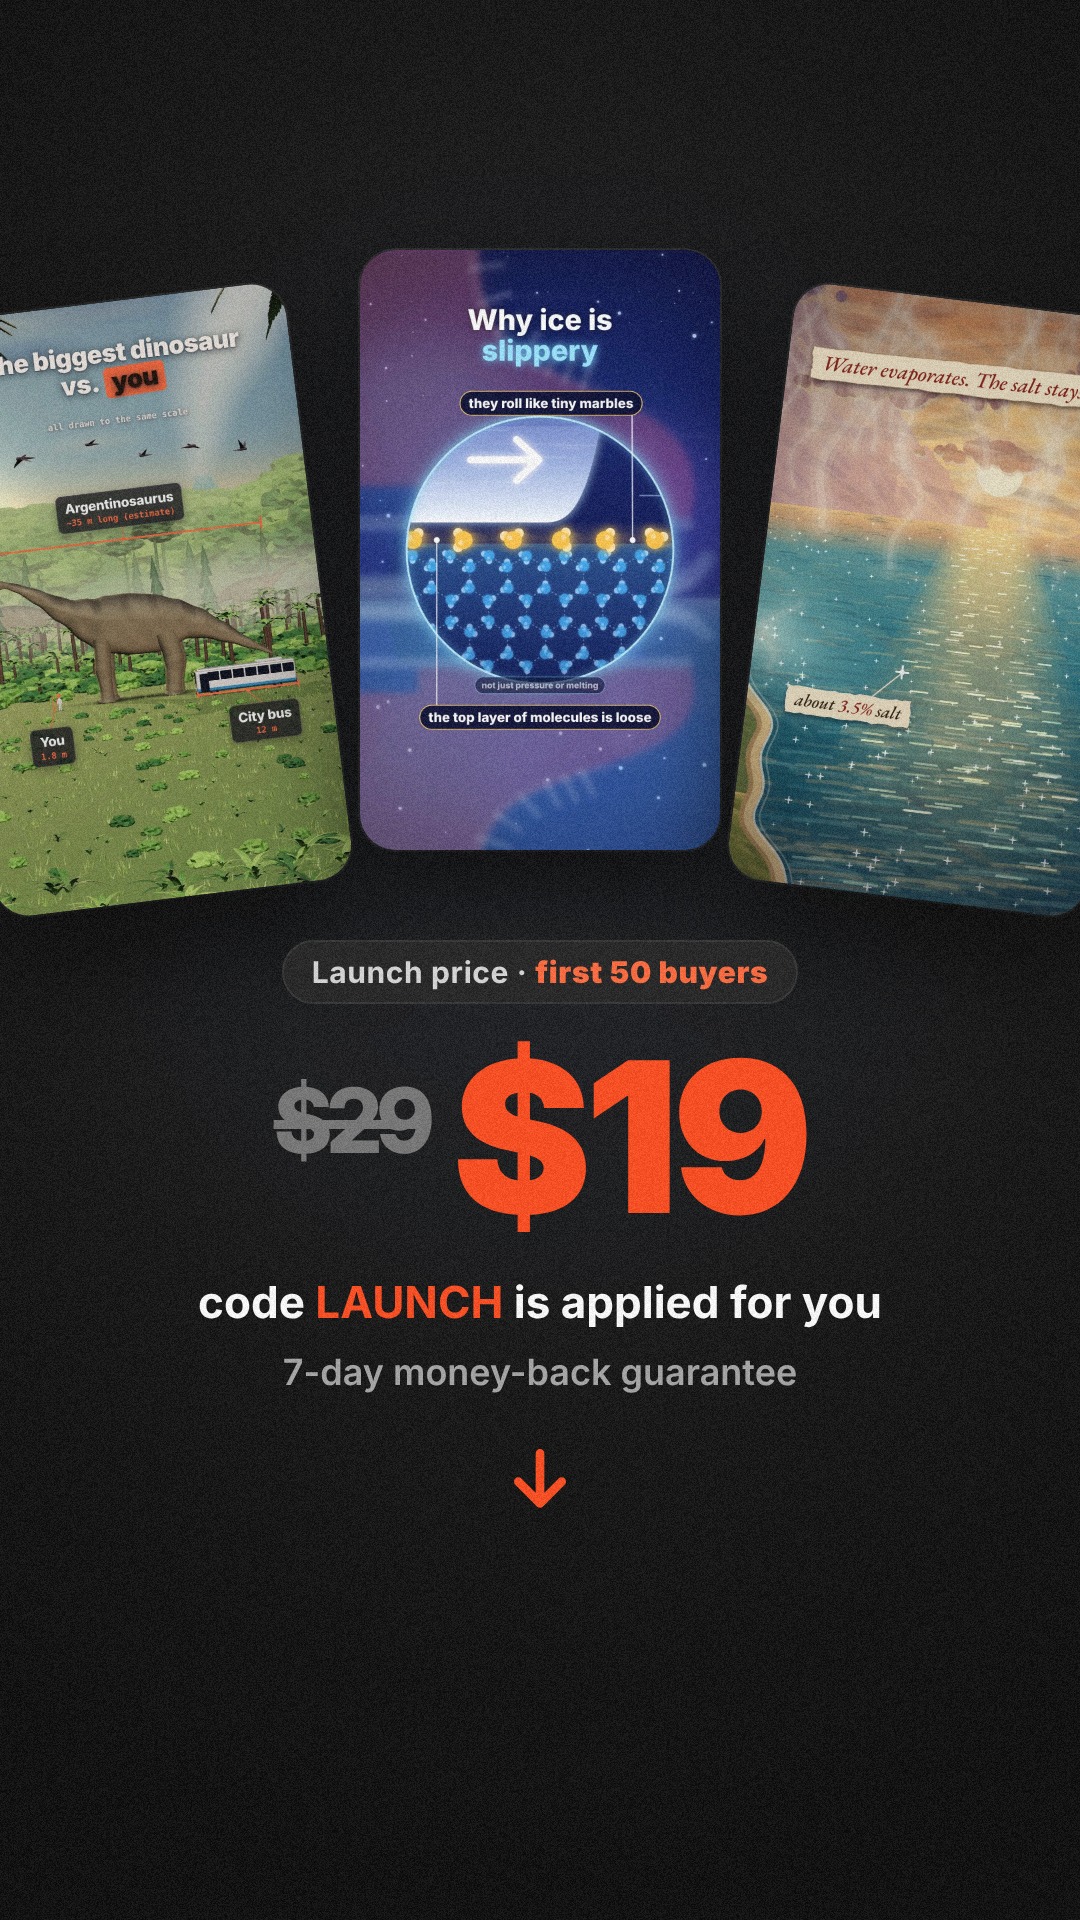 he biggest dinosaur
vs. you
all drawn to the same scale
Argentinosaurus
~35 m long (estimate)
You
1.8 m
City bus
12 m
Why ice is
slippery
they roll like tiny marbles
not just pressure or melting
the top layer of molecules is loose
Water evaporates. The salt stays
about 3.5% salt
Launch price · first 50 buyers
$29 $19
code LAUNCH is applied for you
7-day money-back guarantee